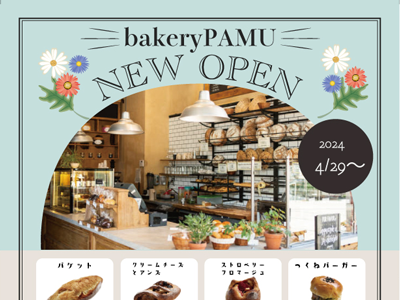 bakeryPAMU
NEW OPEN
2024
4/29〜
バケット
クリームチーズ
とアンズ
ストロベリー
フロマージュ
つくねバーガー